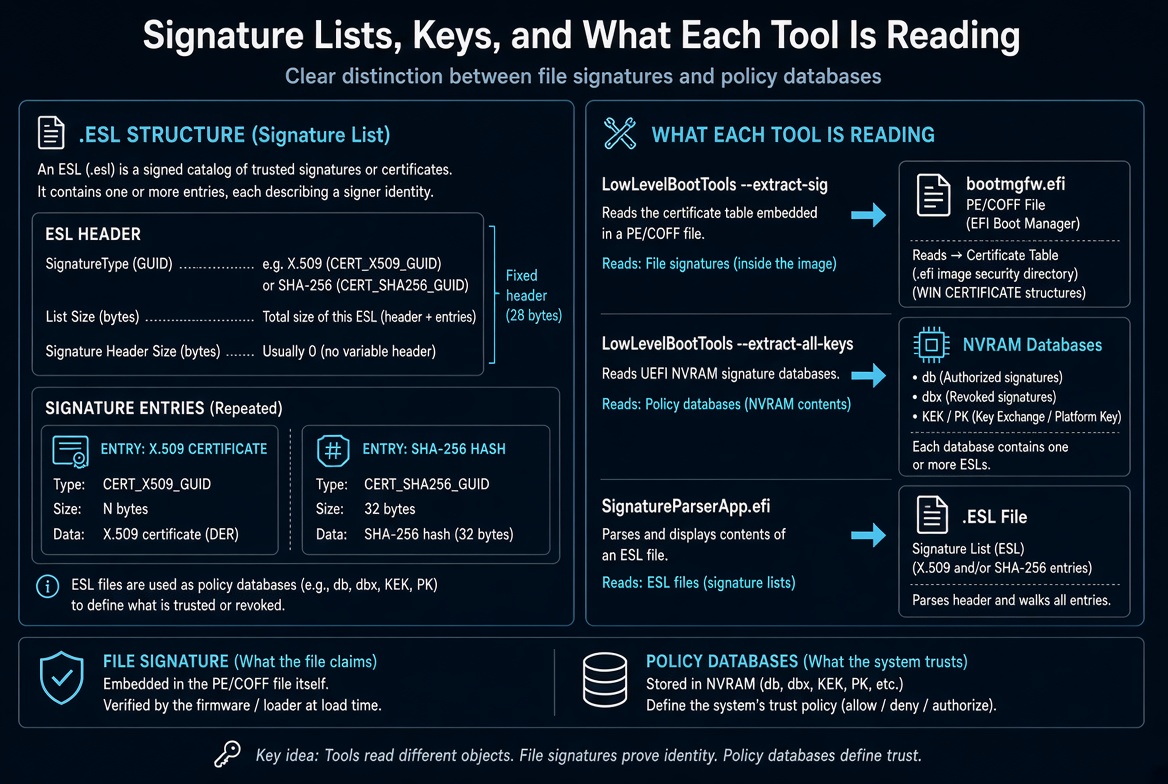 Signature Lists, Keys, and What Each Tool Is Reading
Clear distinction between file signatures and policy databases
.ESL STRUCTURE (Signature List)
An ESL (.esl) is a signed catalog of trusted signatures or certificates.
It contains one or more entries, each describing a signer identity.
ESL HEADER
SignatureType (GUID) ................ e.g. X.509 (CERT_X509_GUID)
or SHA-256 (CERT_SHA256_GUID)
List Size (bytes) ....................... Total size of this ESL (header + entries)
Signature Header Size (bytes) ...... Usually 0 (no variable header)
Fixed
header
(28 bytes)
SIGNATURE ENTRIES (Repeated)
ENTRY: X.509 CERTIFICATE
Type: CERT_X509_GUID
Size: N bytes
Data: X.509 certificate (DER)
#
ENTRY: SHA-256 HASH
Type: CERT_SHA256_GUID
Size: 32 bytes
Data: SHA-256 hash (32 bytes)
i
ESL files are used as policy databases (e.g., db, dbx, KEK, PK)
to define what is trusted or revoked.
WHAT EACH TOOL IS READING
LowLevelBootTools --extract-sig
Reads the certificate table embedded
in a PE/COFF file.
Reads: File signatures (inside the image)
bootmgfw.efi
PE/COFF File
(EFI Boot Manager)
Reads → Certificate Table
(.efi image security directory)
(WIN CERTIFICATE structures)
LowLevelBootTools --extract-all-keys
Reads UEFI NVRAM signature databases.
Reads: Policy databases (NVRAM contents)
NVRAM Databases
• db (Authorized signatures)
• dbx (Revoked signatures)
• KEK / PK (Key Exchange / Platform Key)
Each database contains one
or more ESLs.
SignatureParserApp.efi
Parses and displays contents of
an ESL file.
Reads: ESL files (signature lists)
.ESL File
Signature List (ESL)
(X.509 and/or SHA-256 entries)
Parses header and walks all entries.
FILE SIGNATURE (What the file claims)
Embedded in the PE/COFF file itself.
Verified by the firmware / loader at load time.
POLICY DATABASES (What the system trusts)
Stored in NVRAM (db, dbx, KEK, PK, etc.)
Define the system's trust policy (allow / deny / authorize).
Key idea: Tools read different objects. File signatures prove identity. Policy databases define trust.